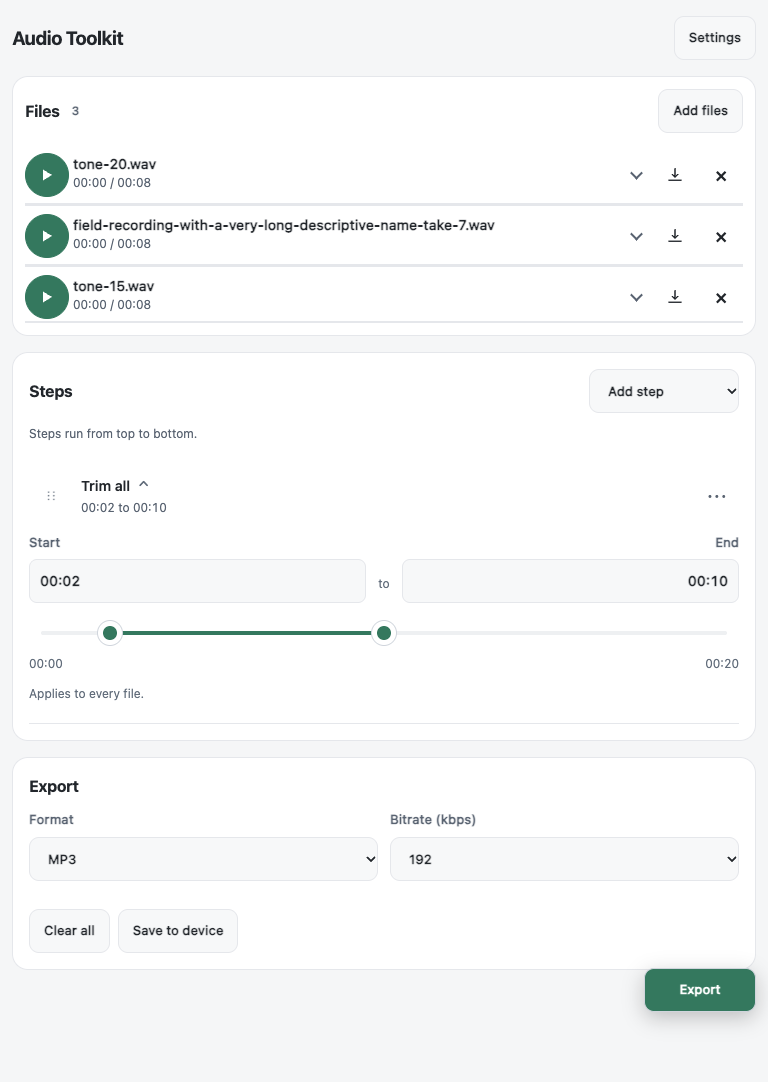 Audio Toolkit
Settings
Files 3
Add files
tone-20.wav
00:00 / 00:08
field-recording-with-a-very-long-descriptive-name-take-7.wav
00:00 / 00:08
tone-15.wav
00:00 / 00:08
Steps
Add step
Steps run from top to bottom.
Trim all
00:02 to 00:10
Start
End
00:02
to
00:10
00:00
00:20
Applies to every file.
Export
Format
Bitrate (kbps)
MP3
192
Clear all
Save to device
Export